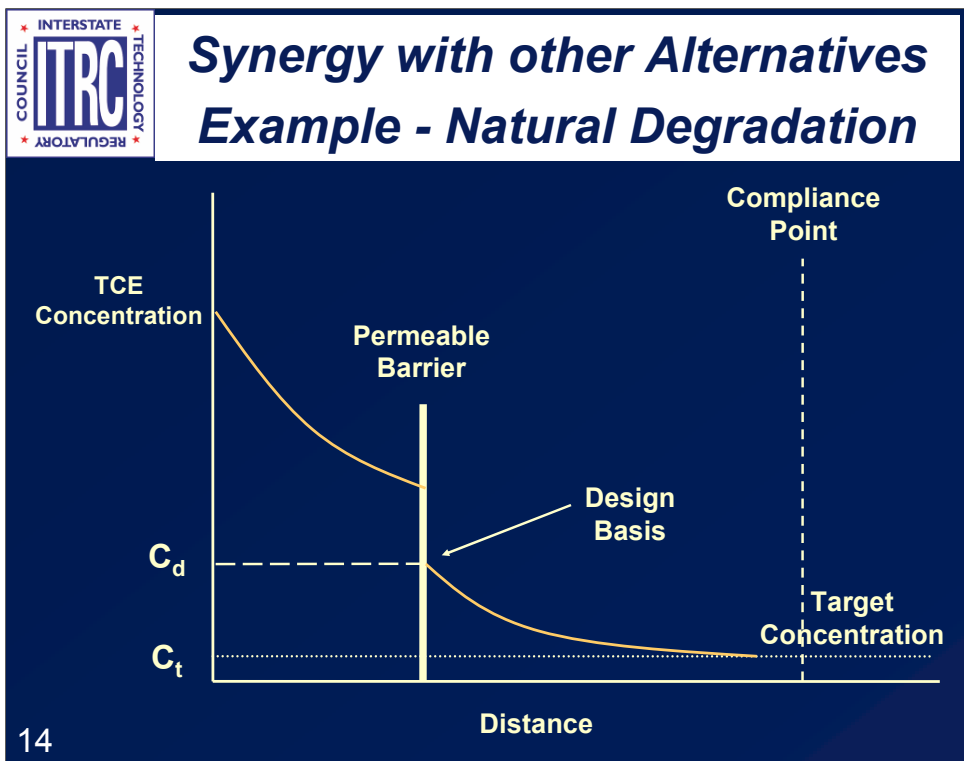 INTERSTATE
COUNCIL
ITRC
TECHNOLOGY
REGULATORY
Synergy with other Alternatives
Example - Natural Degradation
Compliance
Point
TCE
Concentration
Permeable
Barrier
Design
Basis
Cd
Target
Concentration
Ct
Distance
14